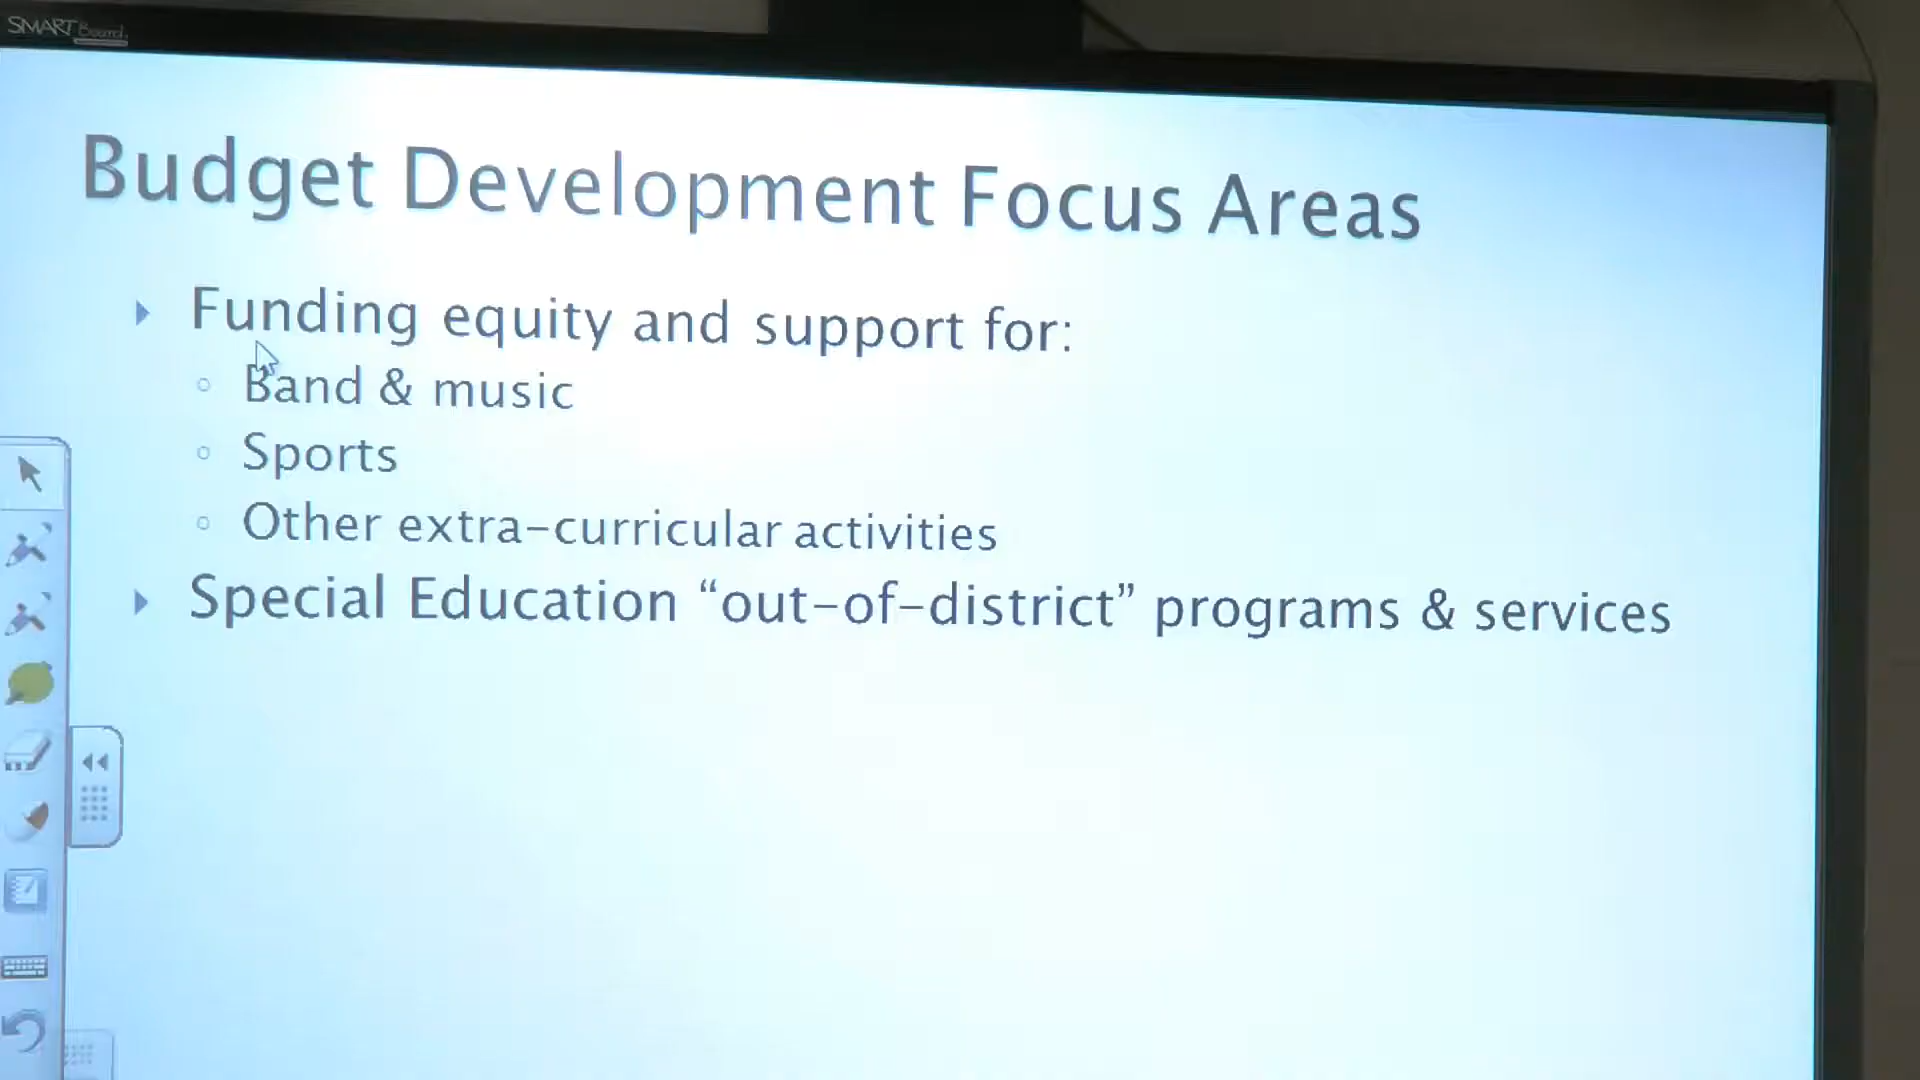 SMART Board
Budget Development Focus Areas
Funding equity and support for:
Band & music
Sports
Other extra-curricular activities
Special Education “out-of-district” programs & services